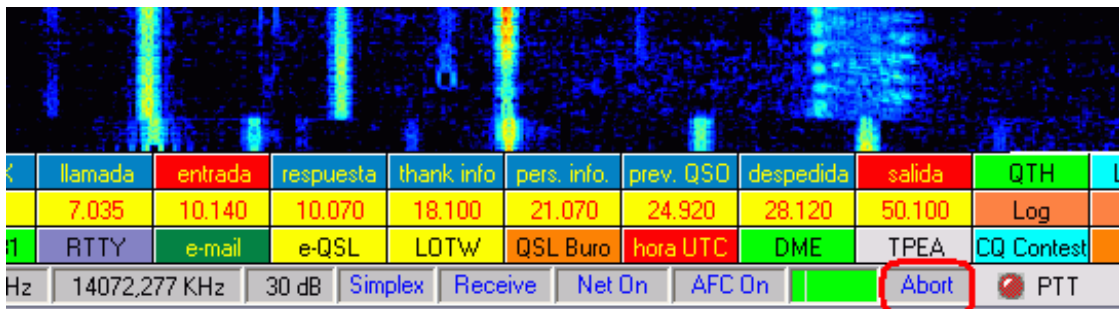 llamada entrada respuesta thank info pers. info. prev. QSO despedida salida QTH
7.035 10.140 10.070 18.100 21.070 24.920 28.120 50.100 Log
RTTY e-mail e-QSL LOTW QSL Buro hora UTC DME TPEA CQ Contest
Hz 14072,277 KHz 30 dB Simplex Receive Net On AFC On Abort PTT